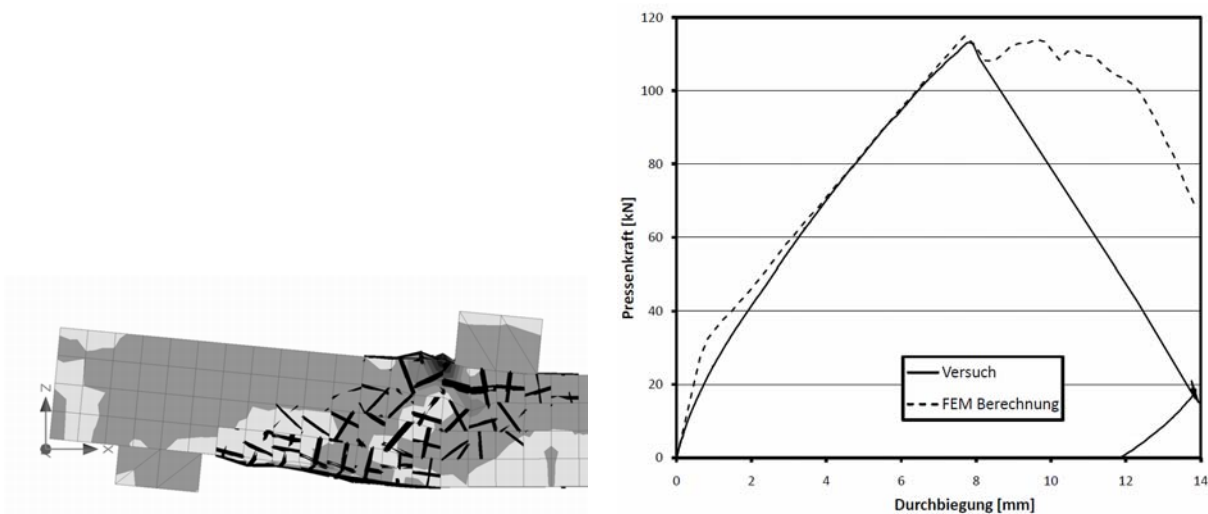 Z
X
Pressenkraft [kN]
120
100
80
60
40
20
0
0 2 4 6 8 10 12 14
Durchbiegung [mm]
Versuch
FEM Berechnung